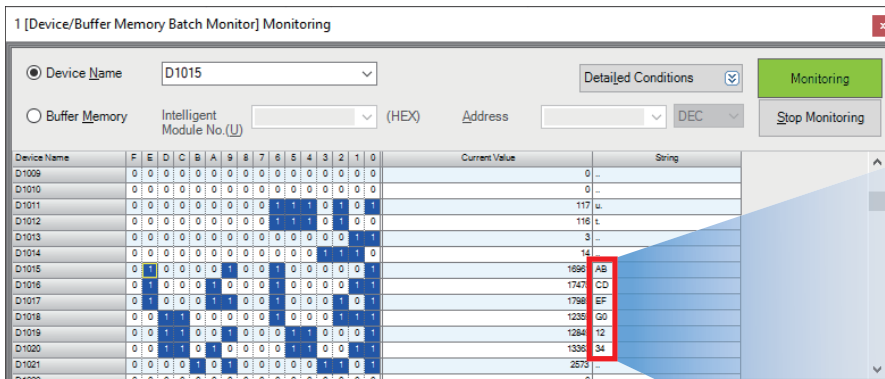 1 [Device/Buffer Memory Batch Monitor] Monitoring
x
Device Name D1015 Detailed Conditions Monitoring
Buffer Memory Intelligent Module No.(U) (HEX) Address DEC Stop Monitoring
Device Name F E D C B A 9 8 7 6 5 4 3 2 1 0 Current Value String
D1009 0 0 0 0 0 0 0 0 0 0 0 0 0 0 0 0 0 ..
D1010 0 0 0 0 0 0 0 0 0 0 0 0 0 0 0 0 0 ..
D1011 0 0 0 0 0 0 0 0 0 1 1 1 0 1 0 1 117 u.
D1012 0 0 0 0 0 0 0 0 0 1 1 1 0 1 0 0 116 t.
D1013 0 0 0 0 0 0 0 0 0 0 0 0 0 0 1 1 3 ..
D1014 0 0 0 0 0 0 0 0 0 0 0 0 1 1 1 0 14 ..
D1015 0 1 0 0 0 0 1 0 0 1 0 0 0 0 0 1 1696 AB
D1016 0 1 0 0 0 1 0 0 0 1 0 0 0 0 1 1 1747 CD
D1017 0 1 0 0 0 1 1 0 0 1 0 0 0 1 0 1 1798 EF
D1018 0 0 1 1 0 0 0 0 0 1 0 0 0 1 1 1 1235 G0
D1019 0 0 1 1 0 0 1 0 0 0 1 1 0 0 0 1 1284 12
D1020 0 0 1 1 0 1 0 0 0 0 1 1 0 0 1 1 1336 34
D1021 0 0 0 0 1 0 1 0 0 0 0 0 1 1 0 1 2573 ..